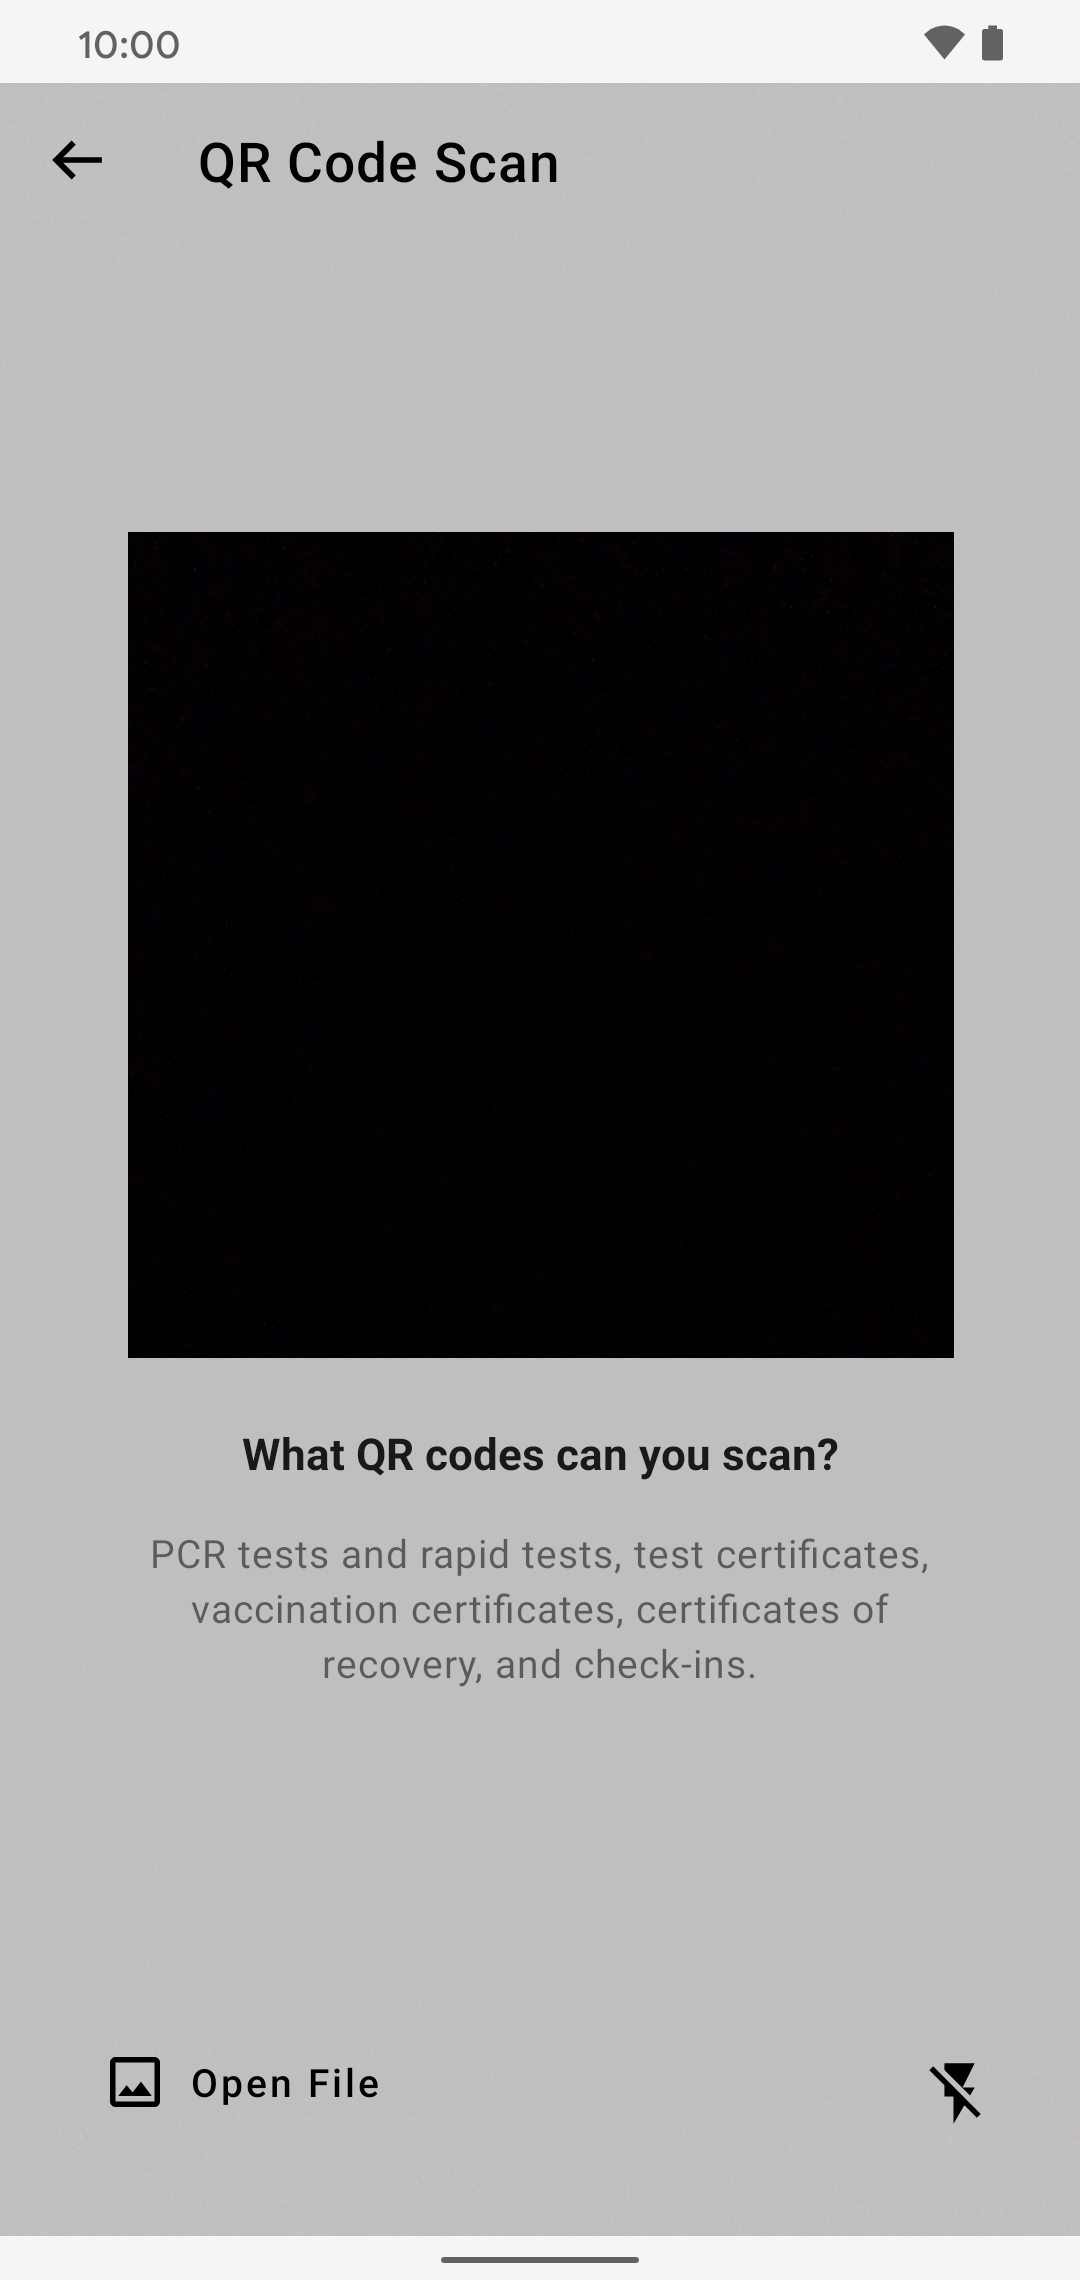 10:00
QR Code Scan
What QR codes can you scan?
PCR tests and rapid tests, test certificates,
vaccination certificates, certificates of
recovery, and check-ins.
Open File